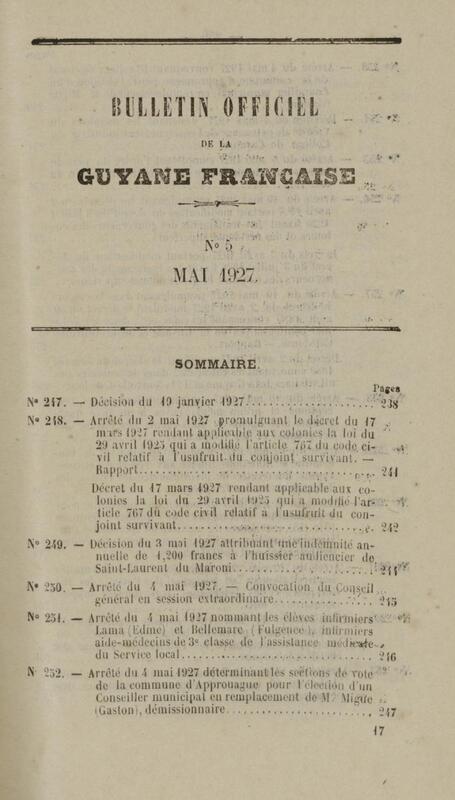 BULLETIN OFFICIEL
DE LA
GUYANE FRANÇAISE
No 5
MAI 1927.
SOMMAIRE.
Pages
No 247. — Décision du 19 janvier 1927 238
No 248. — Arrêté du 2 mai 1927 promulguant le décret du 17
mars 1927 rendant applicable aux colonies la loi du
29 avril 1925 qui a modifié l'article 767 du code ci-
vil relatif à l'usufruit du conjoint survivant. —
Rapport 241
Décret du 17 mars 1927 rendant applicable aux co-
lonies la loi du 29 avril 1925 qui a modifié l'ar-
ticle 767 du code civil relatif à l'usufruit du con-
joint survivant 242
No 249. — Décision du 3 mai 1927 attribuant une indemnité an-
nuelle de 1,200 francs à l'huissier audiencier de
Saint-Laurent du Maroni 244
No 250. — Arrêté du 4 mai 1927. — Convocation du Conseil
général en session extraordinaire 245
No 251. — Arrêté du 4 mai 1927 nommant les élèves infirmiers
Lama (Edme) et Bellemare (Fulgence), infirmiers
aide-médecins de 3e classe de l'assistance médicale
du Service local 246
N 252. — Arrêté du 4 mai 1927 déterminant les sections de vote
de la commune d'Approuague pour l'élection d'un
Conseiller municipal en remplacement de M.
(Gaston), démissionnaire 247
17